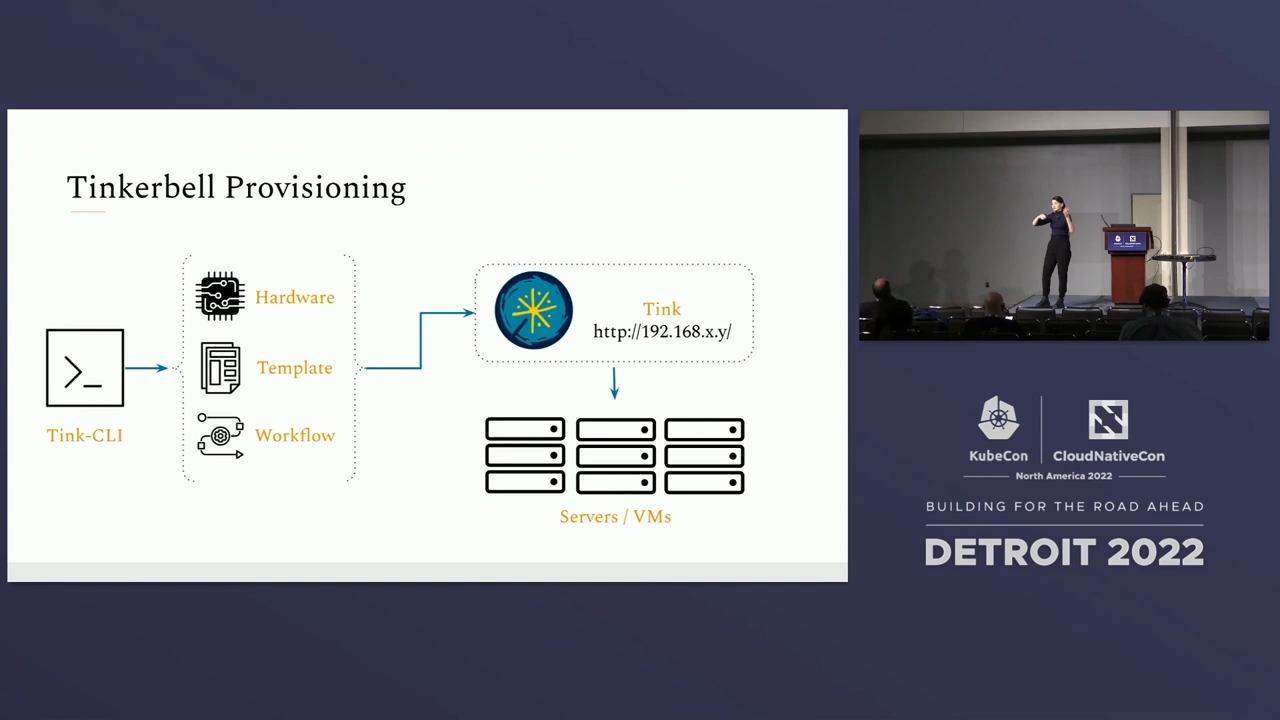 Tinkerbell Provisioning
Hardware
Template
Workflow
Tink-CLI
Tink
http://192.168.x.y/
Servers / VMs
KubeCon
CloudNativeCon
North America 2022
BUILDING FOR THE ROAD AHEAD
DETROIT 2022